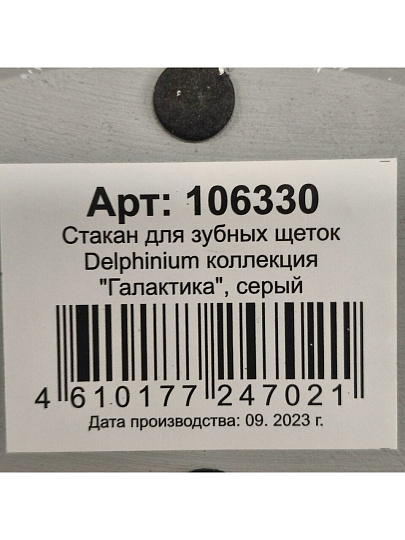 Арт: 106330
Стакан для зубных щеток
Delphinium коллекция
"Галактика", серый
4 610177 247021
Дата производства: 09. 2023 г.